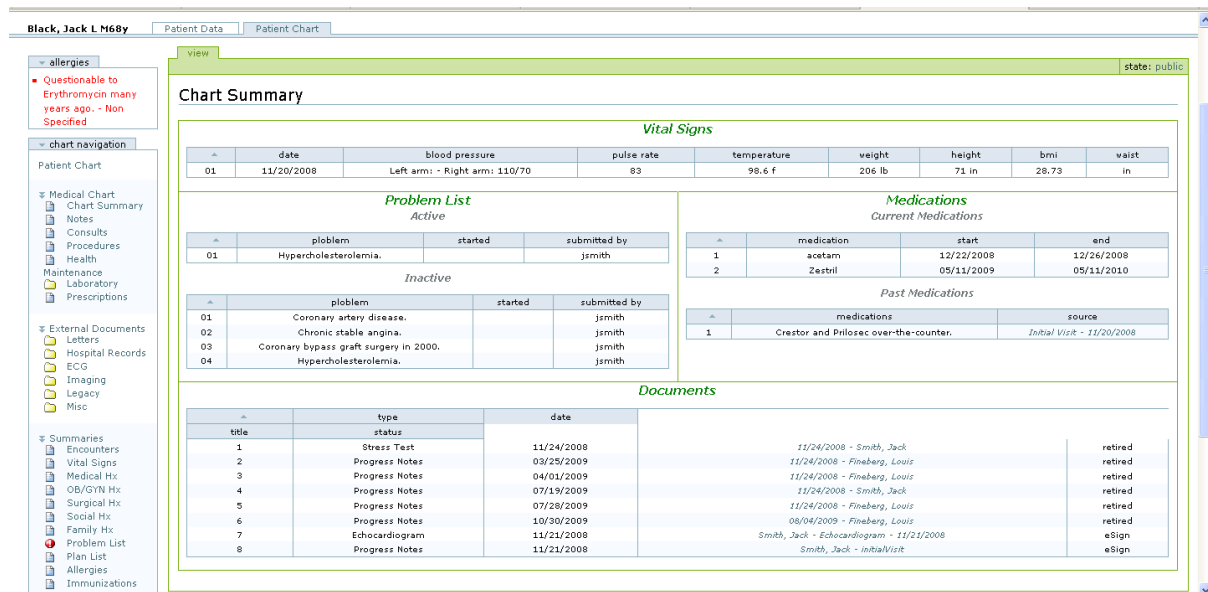 Black, Jack L M68y
Patient Data
Patient Chart
allergies
Questionable to
Erythromycin many
years ago. - Non
Specified
chart navigation
Patient Chart
Medical Chart
Chart Summary
Notes
Consults
Procedures
Health
Maintenance
Laboratory
Prescriptions
External Documents
Letters
Hospital Records
ECG
Imaging
Legacy
Misc
Summaries
Encounters
Vital Signs
Medical Hx
OB/GYN Hx
Surgical Hx
Social Hx
Family Hx
Problem List
Plan List
Allergies
Immunizations
view
state: public
Chart Summary
Vital Signs
date blood pressure pulse rate temperature weight height bmi waist
01 11/20/2008 Left arm: - Right arm: 110/70 83 98.6 f 206 lb 71 in 28.73 in
Problem List
Active
ploblem started submitted by
01 Hypercholesterolemia. jsmith
Inactive
ploblem started submitted by
01 Coronary artery disease. jsmith
02 Chronic stable angina. jsmith
03 Coronary bypass graft surgery in 2000. jsmith
04 Hypercholesterolemia. jsmith
Medications
Current Medications
medication start end
1 acetam 12/22/2008 12/26/2008
2 Zestril 05/11/2009 05/11/2010
Past Medications
medications source
1 Crestor and Prilosec over-the-counter. Initial Visit - 11/20/2008
Documents
type date
title status
1 Stress Test 11/24/2008 11/24/2008 - Smith, Jack retired
2 Progress Notes 03/25/2009 11/24/2008 - Fineberg, Louis retired
3 Progress Notes 04/01/2009 11/24/2008 - Fineberg, Louis retired
4 Progress Notes 07/19/2009 11/24/2008 - Smith, Jack retired
5 Progress Notes 07/28/2009 11/24/2008 - Fineberg, Louis retired
6 Progress Notes 10/30/2009 08/04/2009 - Fineberg, Louis retired
7 Echocardiogram 11/21/2008 Smith, Jack - Echocardiogram - 11/21/2008 eSign
8 Progress Notes 11/21/2008 Smith, Jack - initialVisit eSign